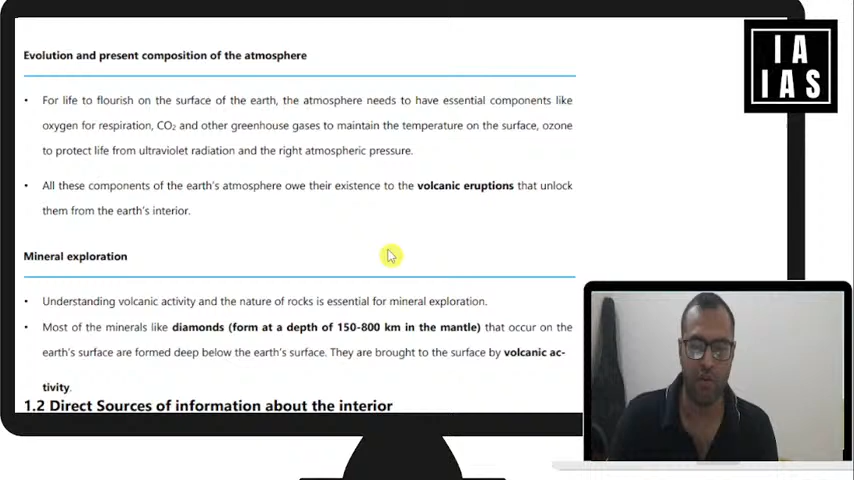 Evolution and present composition of the atmosphere
• For life to flourish on the surface of the earth, the atmosphere needs to have essential components like
oxygen for respiration, CO₂ and other greenhouse gases to maintain the temperature on the surface, ozone
to protect life from ultraviolet radiation and the right atmospheric pressure.
• All these components of the earth's atmosphere owe their existence to the volcanic eruptions that unlock
them from the earth's interior.
Mineral exploration
• Understanding volcanic activity and the nature of rocks is essential for mineral exploration.
• Most of the minerals like diamonds (form at a depth of 150-800 km in the mantle) that occur on the
earth's surface are formed deep below the earth's surface. They are brought to the surface by volcanic ac-
tivity.
1.2 Direct Sources of information about the interior
IA
IAS